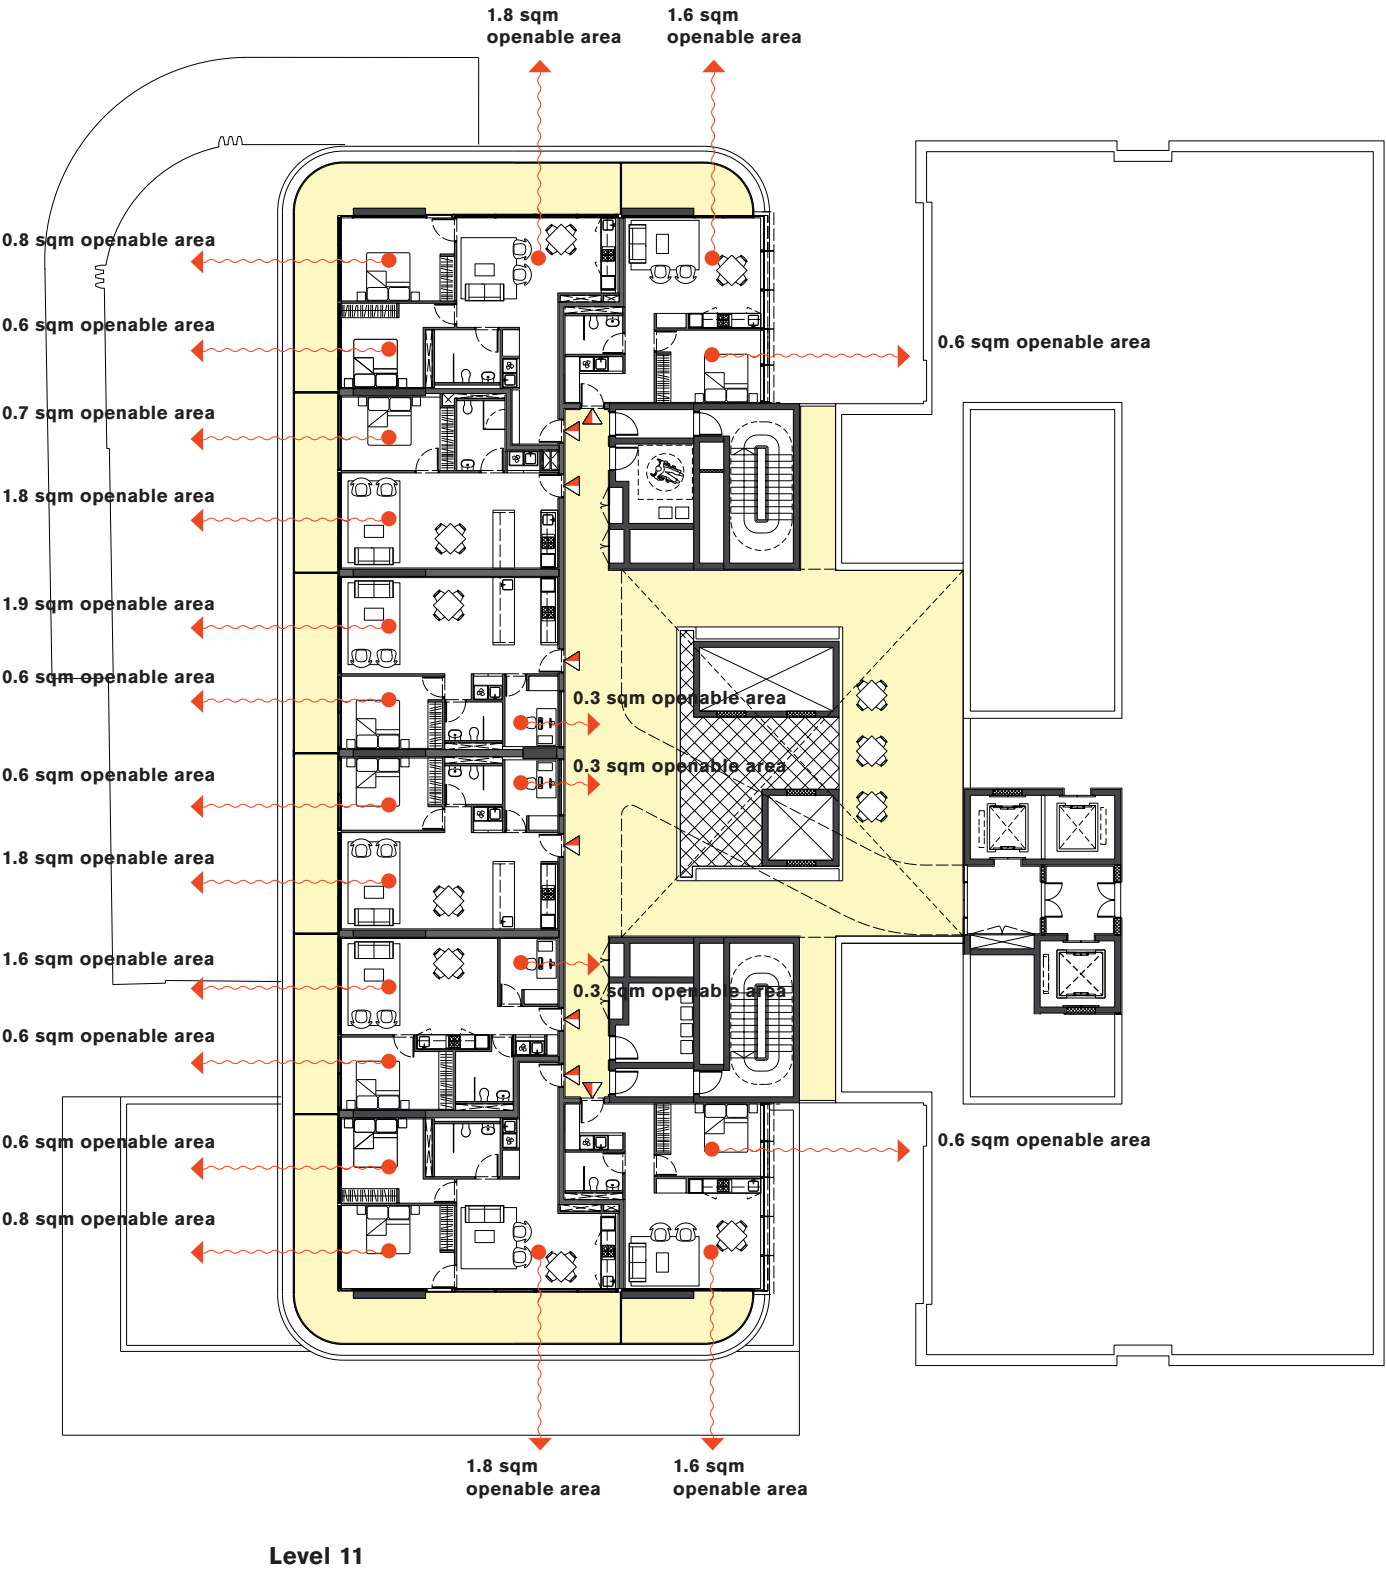 1.8 sqm
openable area
1.6 sqm
openable area
0.8 sqm openable area
0.6 sqm openable area
0.6 sqm openable area
0.7 sqm openable area
1.8 sqm openable area
1.9 sqm openable area
0.6 sqm openable area
0.3 sqm openable area
0.3 sqm openable area
0.6 sqm openable area
1.8 sqm openable area
1.6 sqm openable area
0.3 sqm openable area
0.6 sqm openable area
0.6 sqm openable area
0.6 sqm openable area
0.8 sqm openable area
1.8 sqm
openable area
1.6 sqm
openable area
Level 11